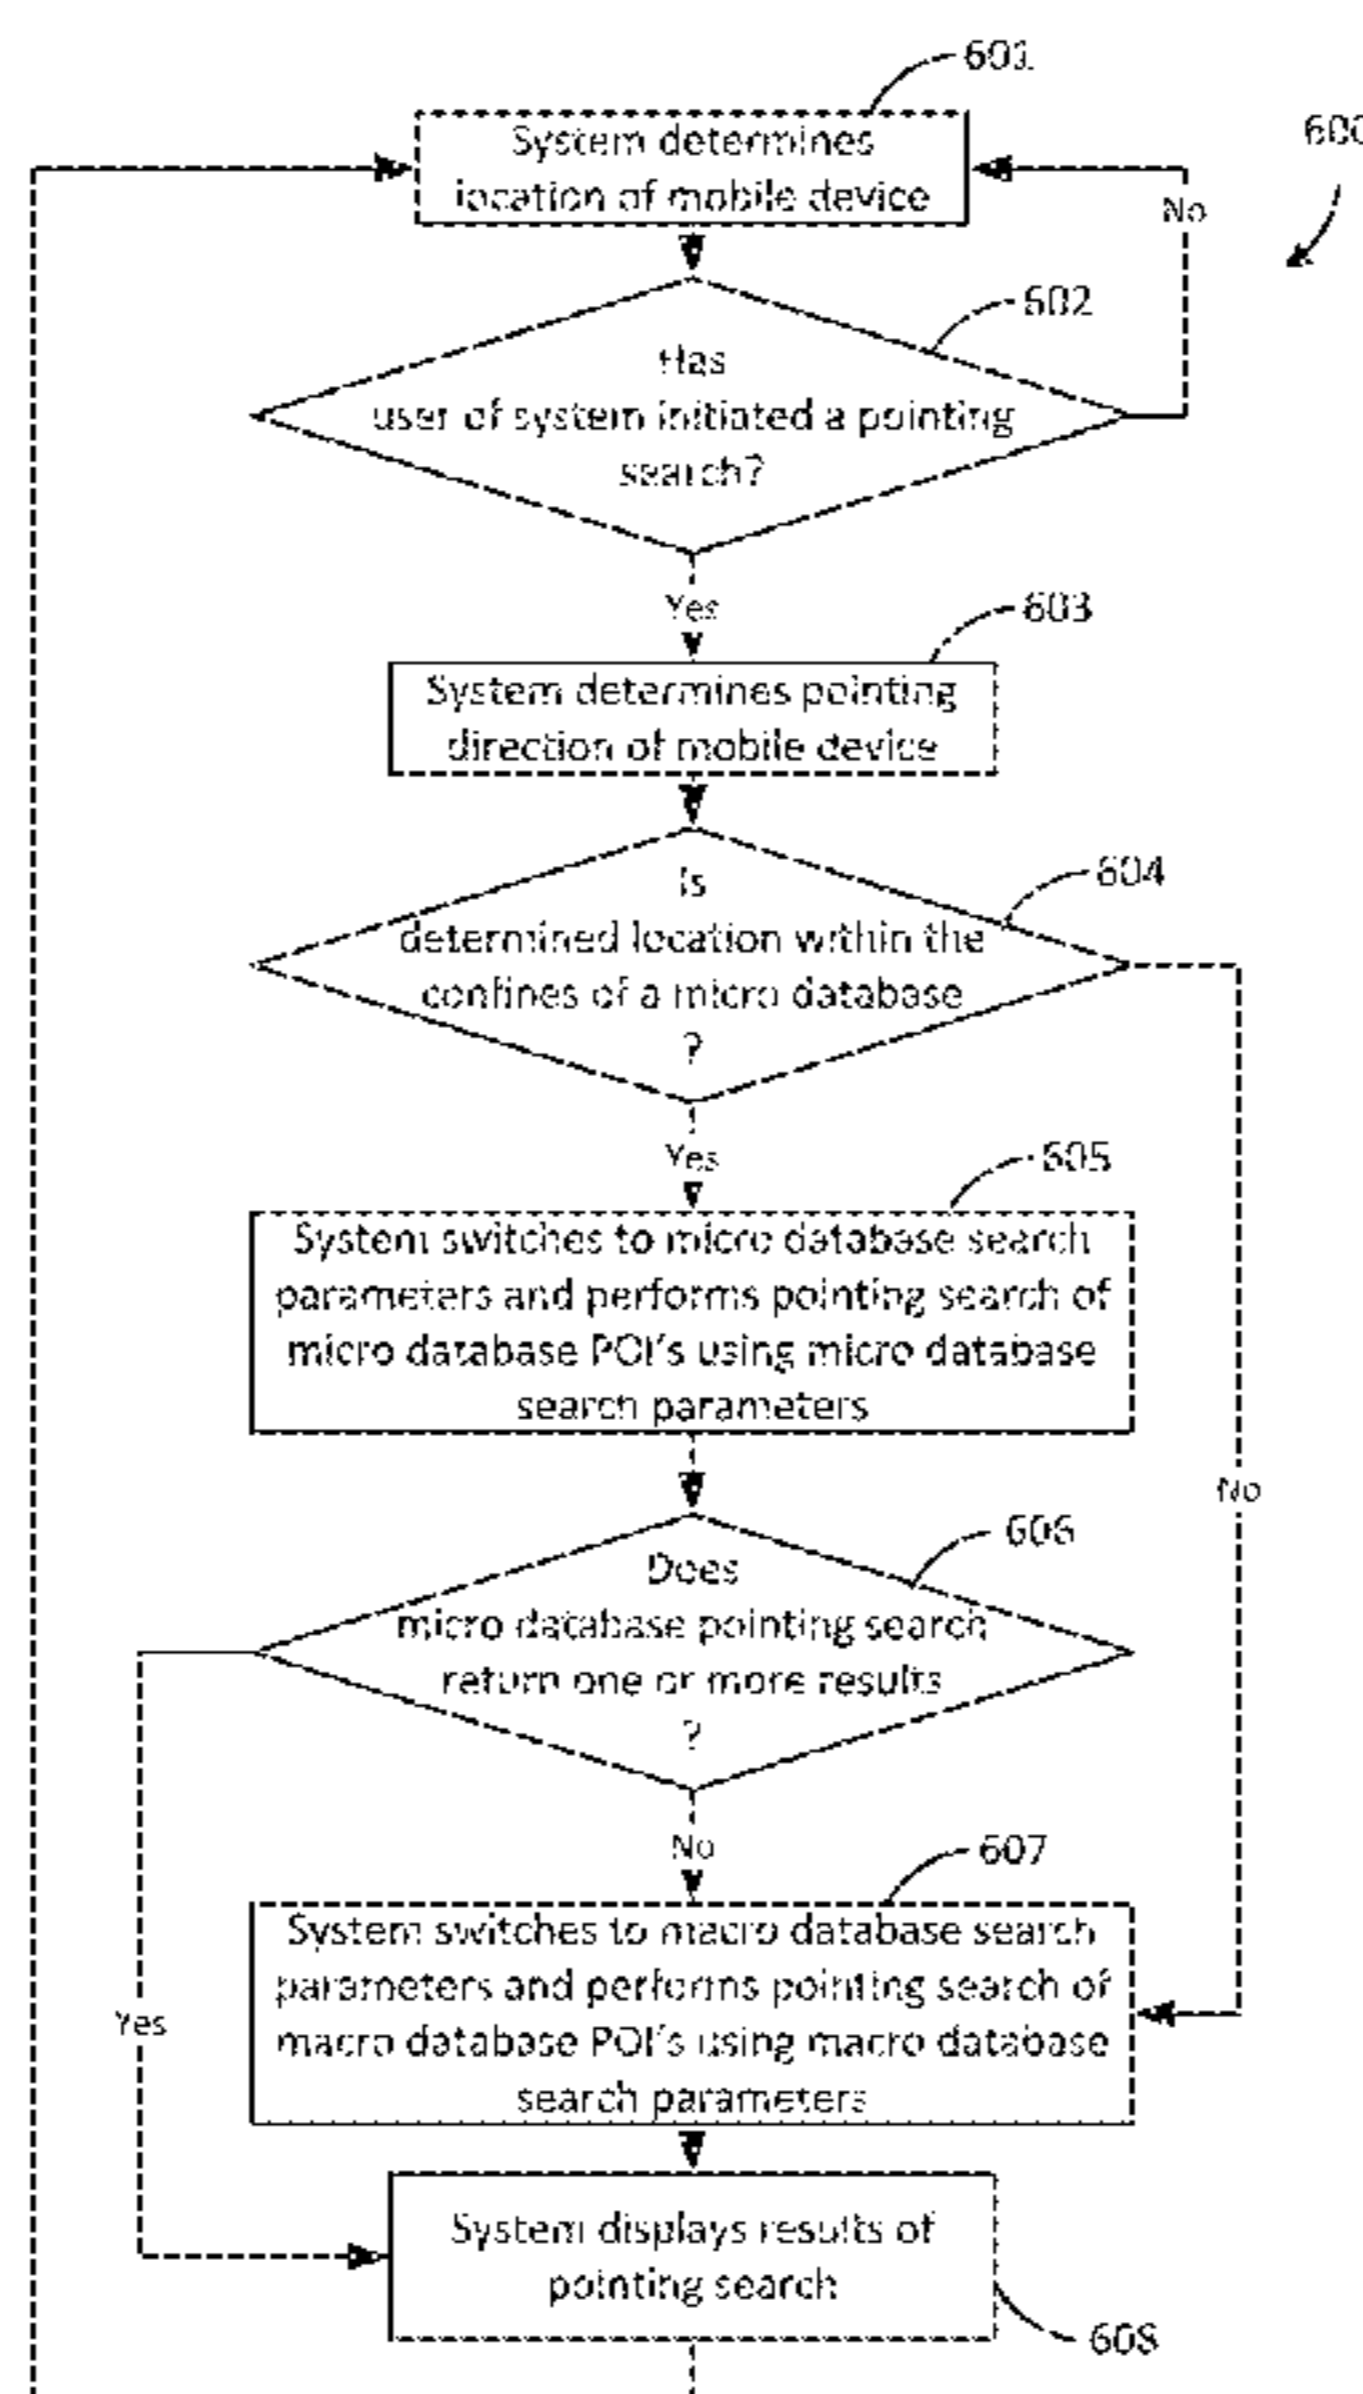 601
System determines
location of mobile device
600
No
602
Has
user of system initiated a pointing
search?
Yes
603
System determines pointing
direction of mobile device
604
Is
determined location within the
confines of a micro database
?
Yes
605
System switches to micro database search
parameters and performs pointing search of
micro database POI's using micro database
search parameters
No
606
Does
micro database pointing search
return one or more results
?
No
607
System switches to macro database search
parameters and performs pointing search of
macro database POI's using macro database
search parameters
Yes
System displays results of
pointing search
608